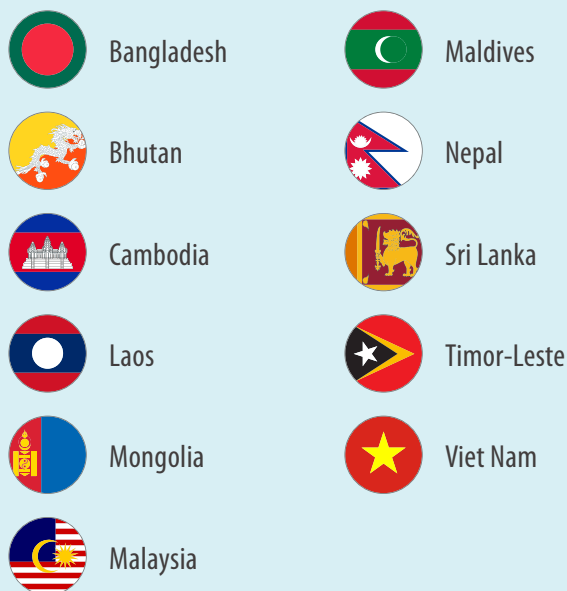 Bangladesh
Bhutan
Cambodia
Laos
Mongolia
Malaysia
Maldives
Nepal
Sri Lanka
Timor-Leste
Viet Nam